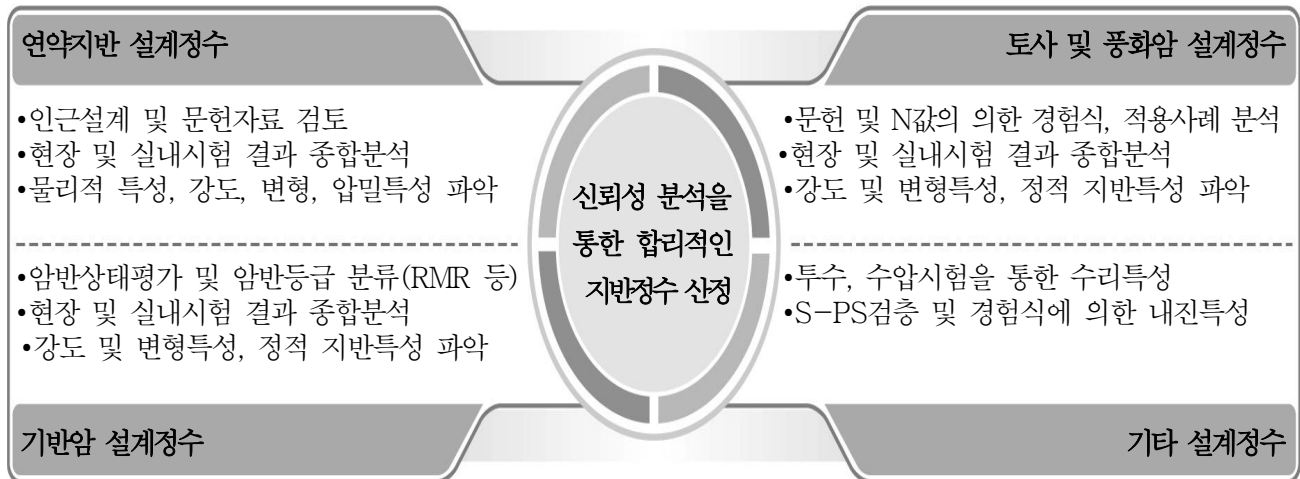 연약지반 설계정수
•인근설계 및 문헌자료 검토
•현장 및 실내시험 결과 종합분석
•물리적 특성, 강도, 변형, 압밀특성 파악
토사 및 풍화암 설계정수
•문헌 및 N값의 의한 경험식, 적용사례 분석
•현장 및 실내시험 결과 종합분석
•강도 및 변형특성, 정적 지반특성 파악
신뢰성 분석을
통한 합리적인
지반정수 산정
•암반상태평가 및 암반등급 분류(RMR 등)
•현장 및 실내시험 결과 종합분석
•강도 및 변형특성, 정적 지반특성 파악
기반암 설계정수
•투수, 수압시험을 통한 수리특성
•S-PS검층 및 경험식에 의한 내진특성
기타 설계정수